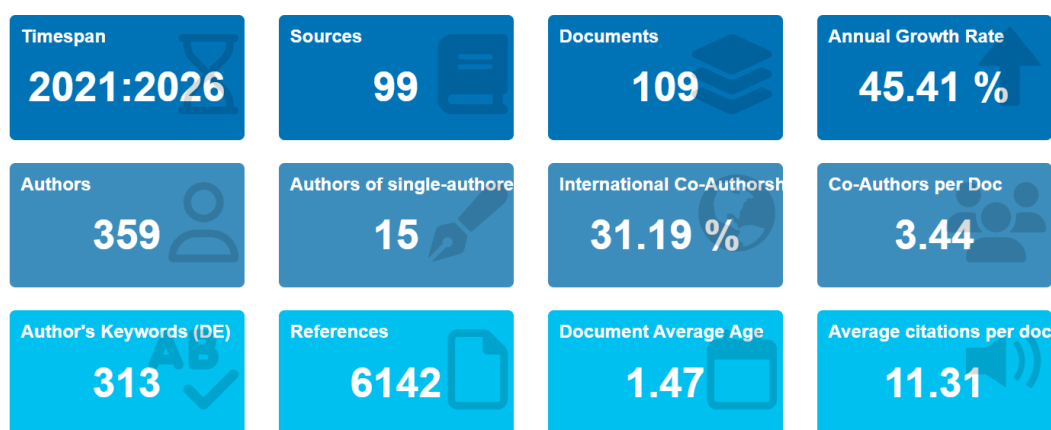 Timespan
2021:2026
Sources
99
Documents
109
Annual Growth Rate
45.41 %
Authors
359
Authors of single-authore
15
International Co-Authorsh
31.19 %
Co-Authors per Doc
3.44
Author's Keywords (DE)
313
References
6142
Document Average Age
1.47
Average citations per doc
11.31
AB